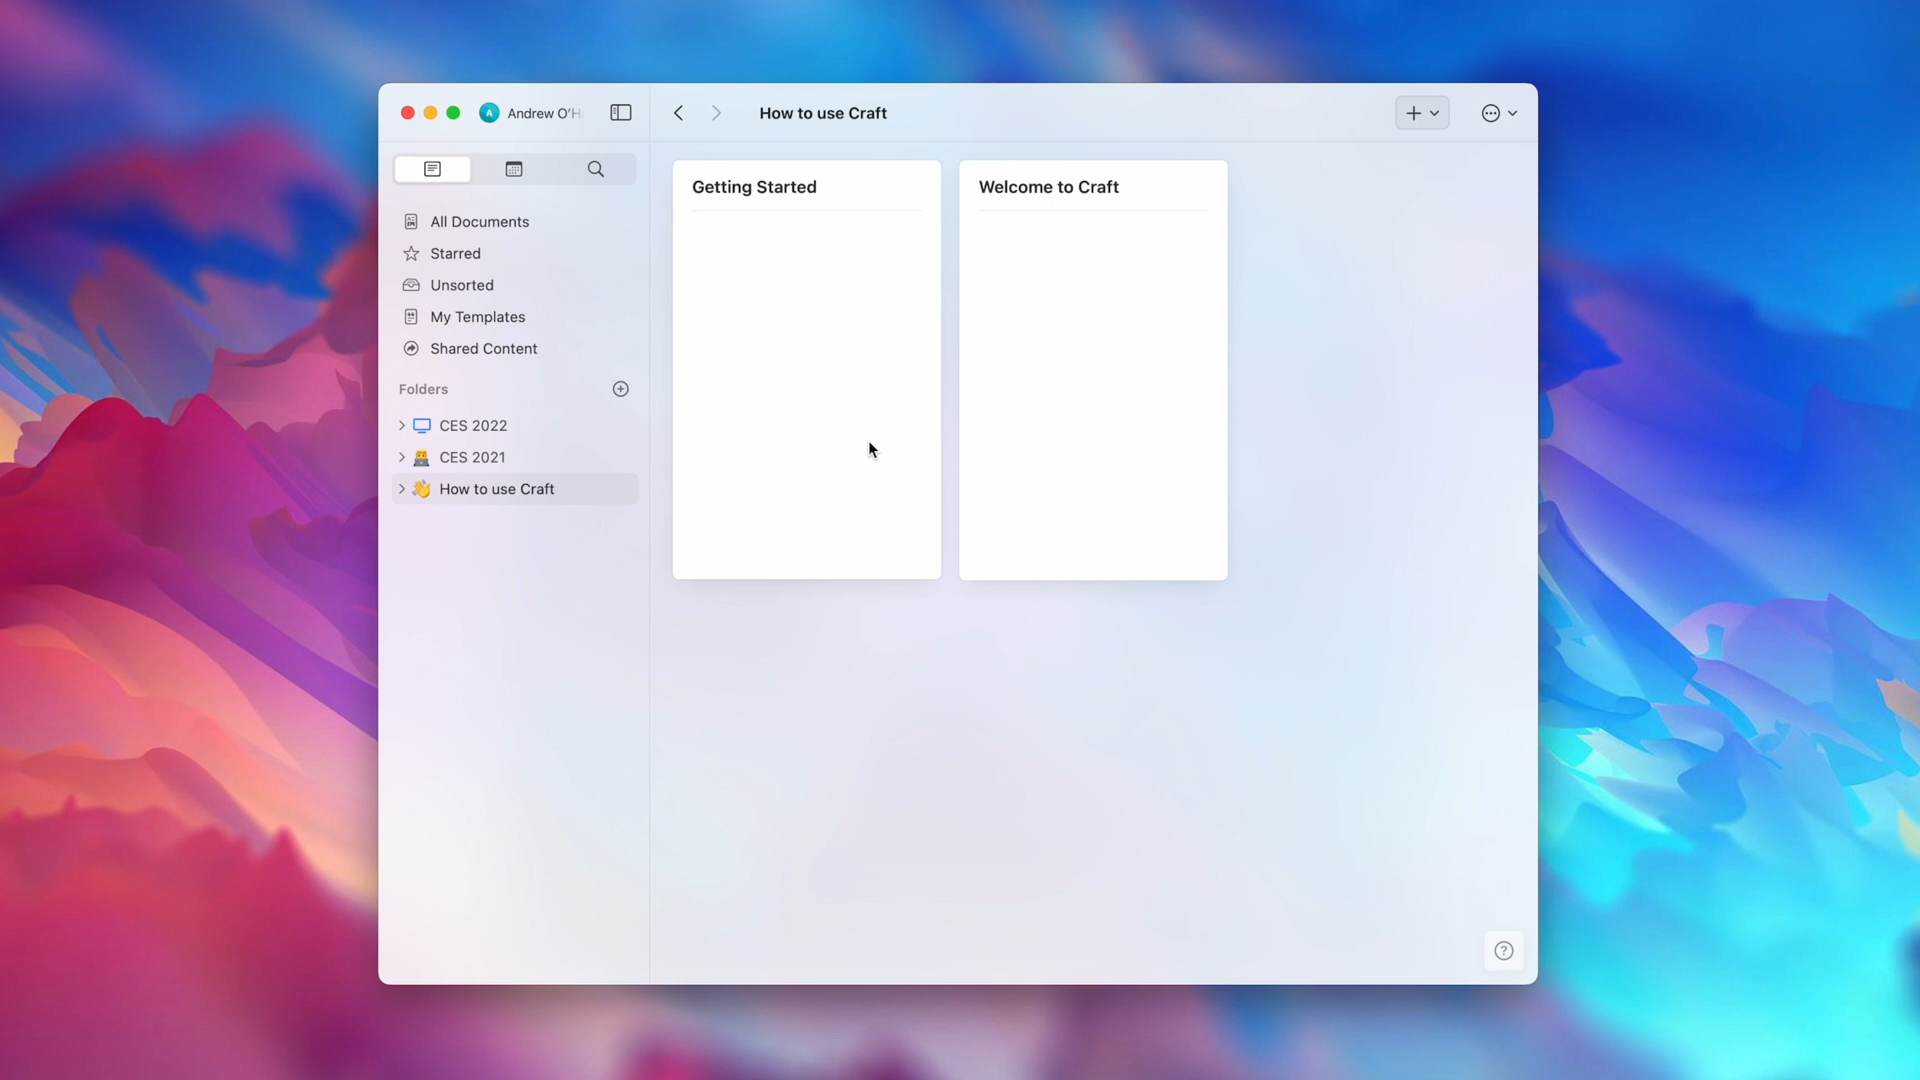 Andrew O'H
How to use Craft
All Documents
Starred
Unsorted
My Templates
Shared Content
Folders
CES 2022
CES 2021
How to use Craft
Getting Started
Welcome to Craft